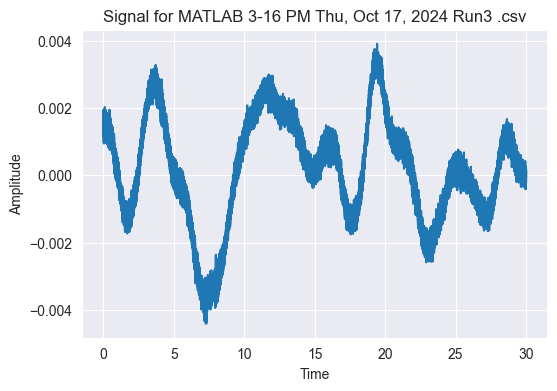 Signal for MATLAB 3-16 PM Thu, Oct 17, 2024 Run3 .csv
Amplitude
0.004
0.002
0.000
−0.002
−0.004
0 5 10 15 20 25 30
Time